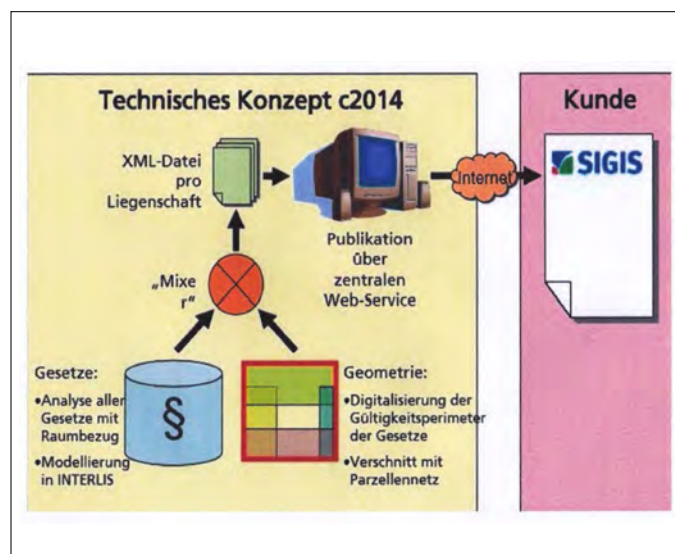 Technisches Konzept c2014
Kunde
XML-Datei
pro
Liegenschaft
Internet
SIGIS
Publikation
über
zentralen
Web-Service
„Mixe
r“
Gesetze:
•Analyse aller
Gesetze mit
Raumbezug
•Modellierung
in INTERLIS
§
Geometrie:
•Digitalisierung der
Gültigkeitsperimeter
der Gesetze
•Verschnitt mit
Parzellennetz